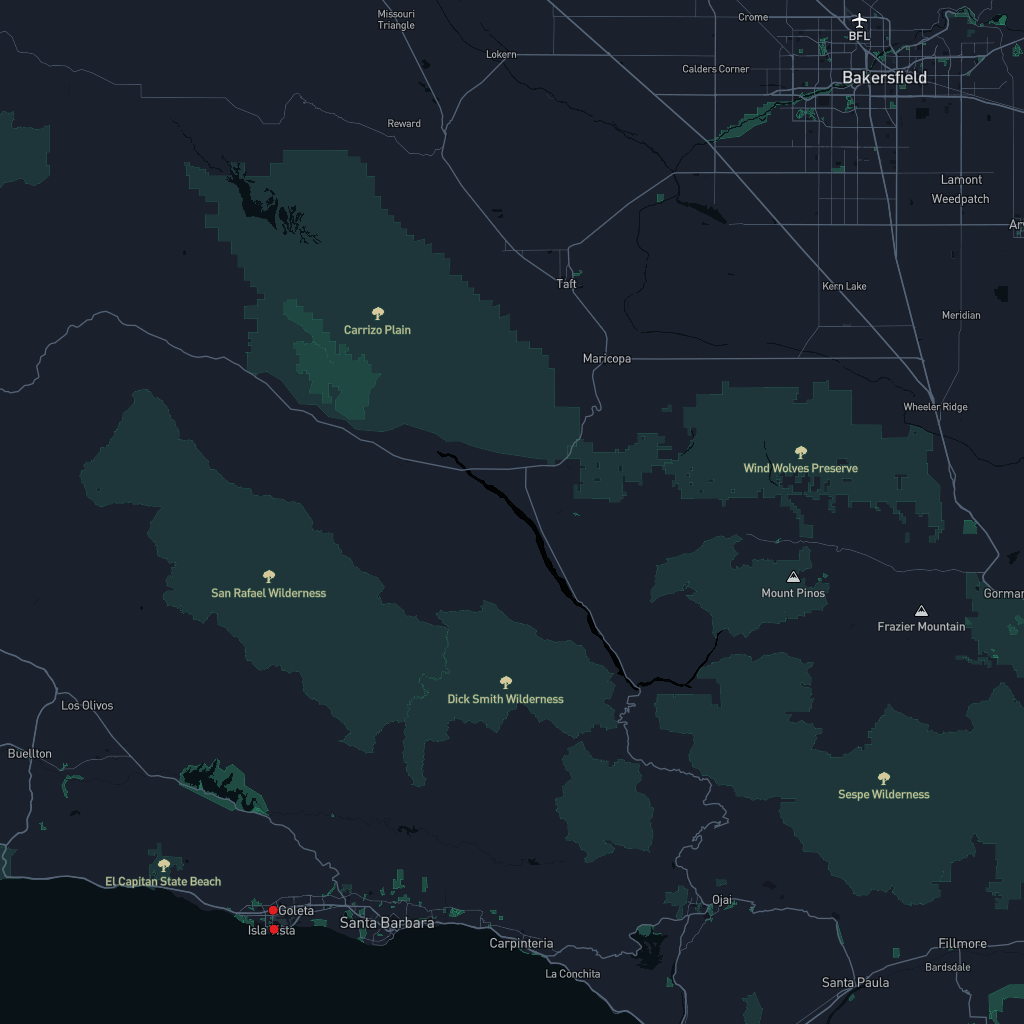 Missouri
Triangle
Crome
BFL
Lokern
Calders Corner
Bakersfield
Reward
Lamont
Weedpatch
Ar
Taft
Kern Lake
Meridian
Carrizo Plain
Maricopa
Wheeler Ridge
Wind Wolves Preserve
San Rafael Wilderness
Mount Pinos
Gorman
Frazier Mountain
Dick Smith Wilderness
Los Olivos
Buellton
Sespe Wilderness
El Capitan State Beach
Goleta
Isla Vista
Santa Barbara
Ojai
Carpinteria
Fillmore
La Conchita
Bardsdale
Santa Paula